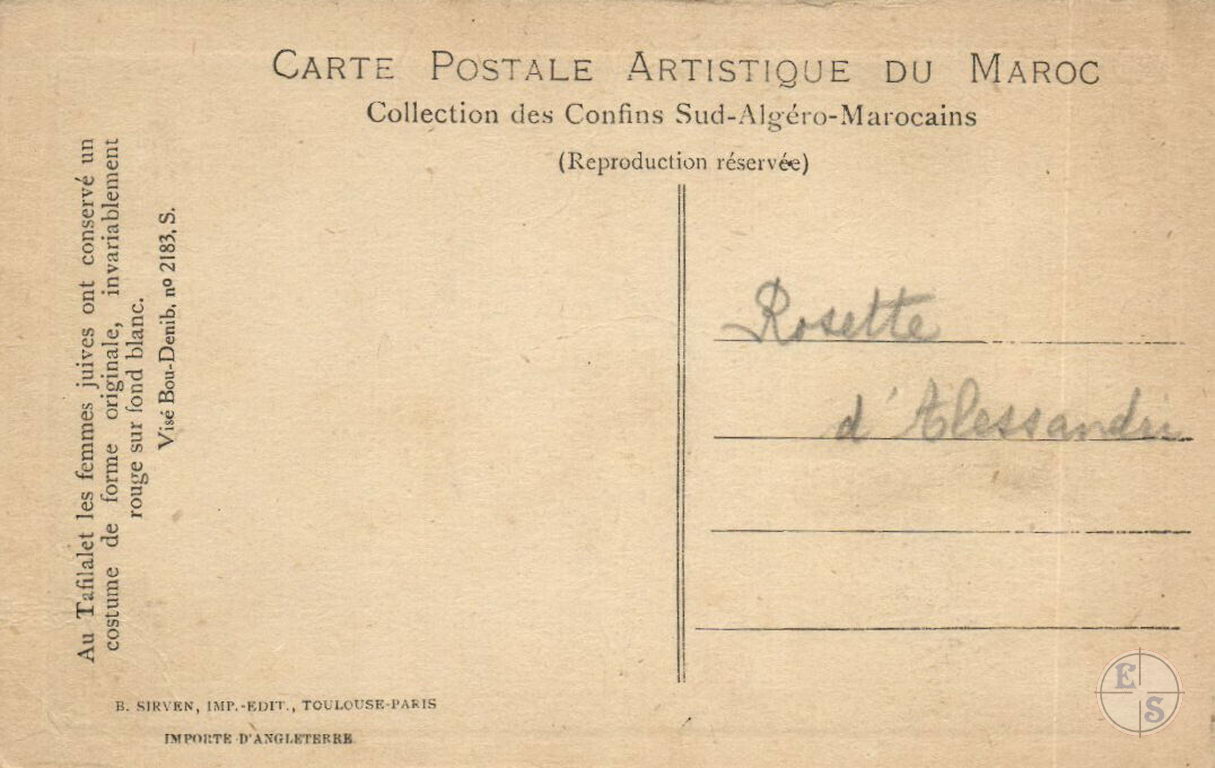 CARTE POSTALE ARTISTIQUE DU MAROC
Collection des Confins Sud-Algéro-Marocains
(Reproduction réservée)
Au Tafilalet les femmes juives ont conservé un
costume de forme originale, invariablement
rouge sur fond blanc.
Visé Bou-Denib, nº 2183, S.
Rosette
d'Alessandri
B. SIRVEN, IMP.-EDIT., TOULOUSE-PARIS
IMPORTE D'ANGLETERRE
E
S